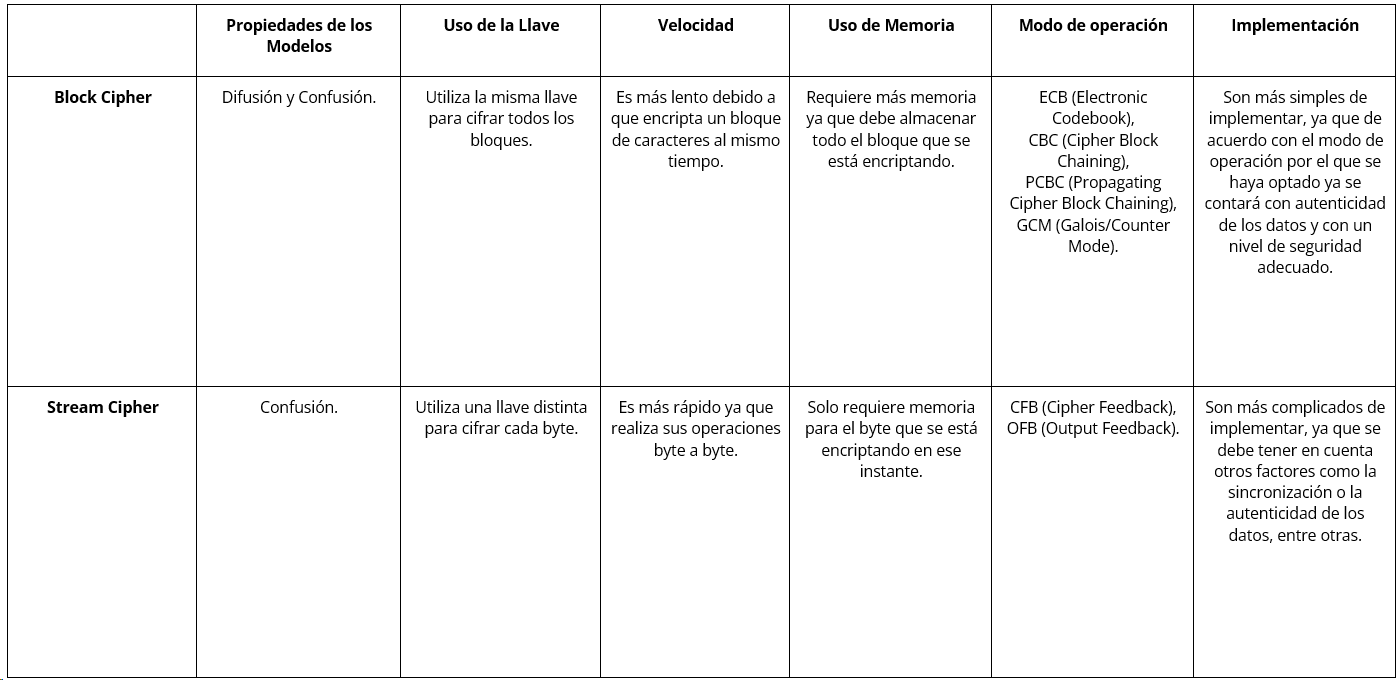 Propiedades de los
Modelos
Uso de la Llave
Velocidad
Uso de Memoria
Modo de operación
Implementación
Block Cipher
Difusión y Confusión.
Utiliza la misma llave
para cifrar todos los
bloques.
Es más lento debido a
que encripta un bloque
de caracteres al mismo
tiempo.
Requiere más memoria
ya que debe almacenar
todo el bloque que se
está encriptando.
ECB (Electronic
Codebook),
CBC (Cipher Block
Chaining),
PCBC (Propagating
Cipher Block Chaining),
GCM (Galois/Counter
Mode).
Son más simples de
implementar, ya que de
acuerdo con el modo de
operación por el que se
haya optado ya se
contará con autenticidad
de los datos y con un
nivel de seguridad
adecuado.
Stream Cipher
Confusión.
Utiliza una llave distinta
para cifrar cada byte.
Es más rápido ya que
realiza sus operaciones
byte a byte.
Solo requiere memoria
para el byte que se está
encriptando en ese
instante.
CFB (Cipher Feedback),
OFB (Output Feedback).
Son más complicados de
implementar, ya que se
debe tener en cuenta
otros factores como la
sincronización o la
autenticidad de los
datos, entre otras.